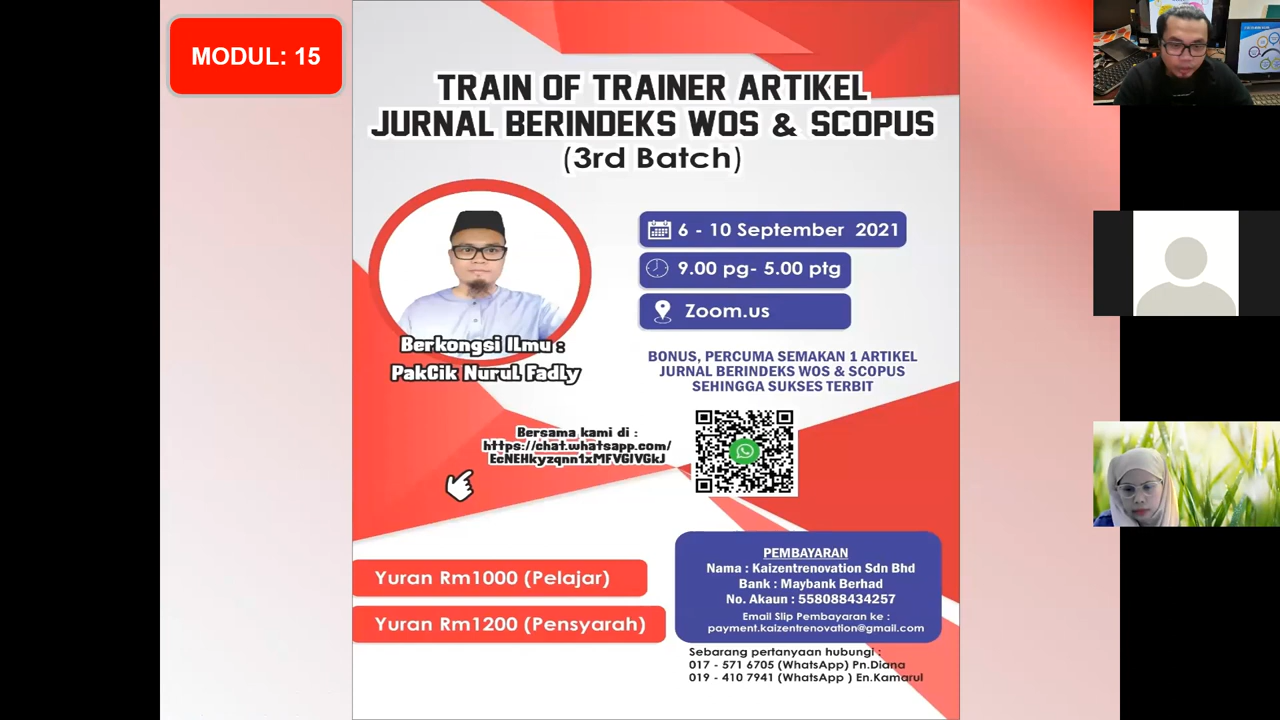 MODUL: 15
TRAIN OF TRAINER ARTIKEL
JURNAL BERINDEKS WOS & SCOPUS
(3rd Batch)
6 - 10 September 2021
9.00 pg- 5.00 ptg
Zoom.us
Berkongsi ILmu :
PakCik NuruL FadLy
BONUS, PERCUMA SEMAKAN 1 ARTIKEL
JURNAL BERINDEKS WOS & SCOPUS
SEHINGGA SUKSES TERBIT
Bersama kami di :
https://chat.whatsapp.com/
EcNEHkyzqnn1xMFVGIVGkJ
Yuran Rm1000 (Pelajar)
Yuran Rm1200 (Pensyarah)
PEMBAYARAN
Nama : Kaizentrenovation Sdn Bhd
Bank : Maybank Berhad
No. Akaun : 558088434257
Email Slip Pembayaran ke :
payment.kaizentrenovation@gmail.com
Sebarang pertanyaan hubungi :
017 - 571 6705 (WhatsApp) Pn.Diana
019 - 410 7941 (WhatsApp ) En.Kamarul